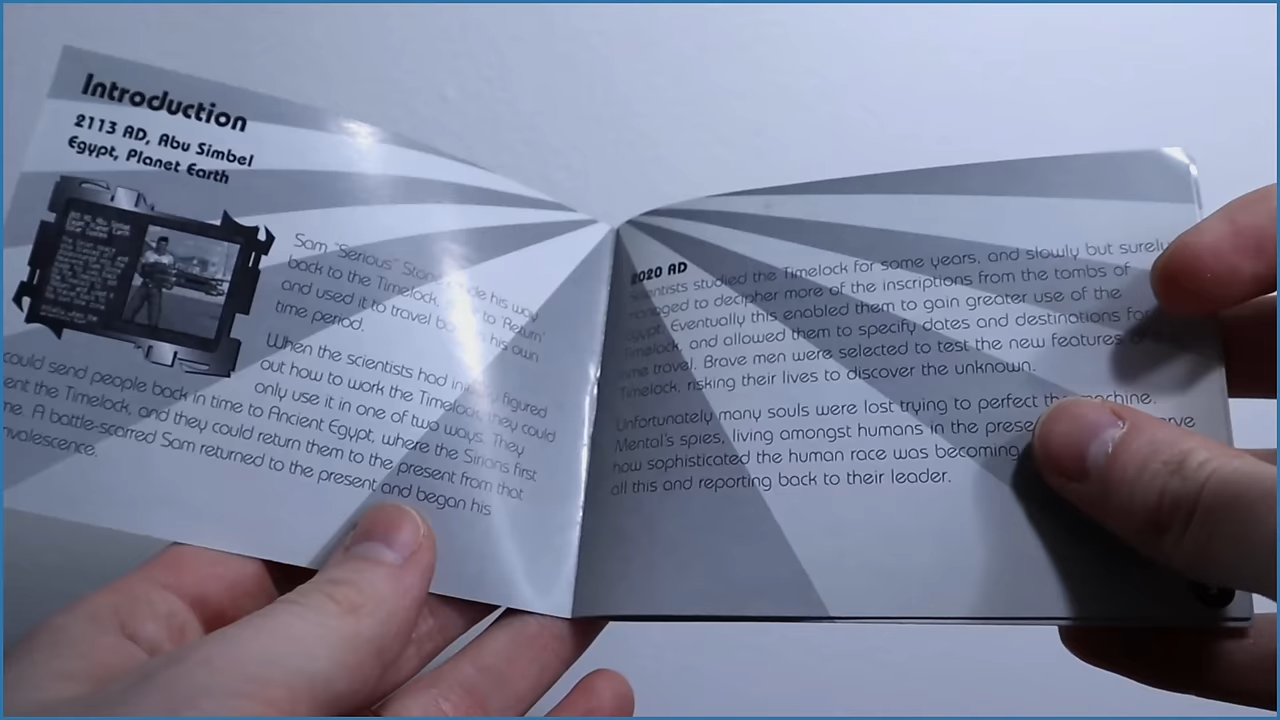 Introduction
2113 AD, Abu Simbel
Egypt, Planet Earth
Sam "Serious" his way
back to the Timelock, to 'Return'
and used it to travel his own
time period.
When the scientists had figured
out how to work the Timelock, they could
only use it in one of two ways. They
could send people back in time to Ancient Egypt, where the Sirians first
ent the Timelock, and they could return them to the present from that
me. A battle-scarred Sam returned to the present and began his
nvalescence.
2020 AD
scientists studied the Timelock for some years, and slowly but surely
managed to decipher more of the inscriptions from the tombs of
Egypt. Eventually this enabled them to gain greater use of the
Timelock, and allowed them to specify dates and destinations for
time travel. Brave men were selected to test the new features
Timelock, risking their lives to discover the unknown.
Unfortunately many souls were lost trying to perfect the machine.
Mental's spies, living amongst humans in the prese erve
how sophisticated the human race was becoming
all this and reporting back to their leader.